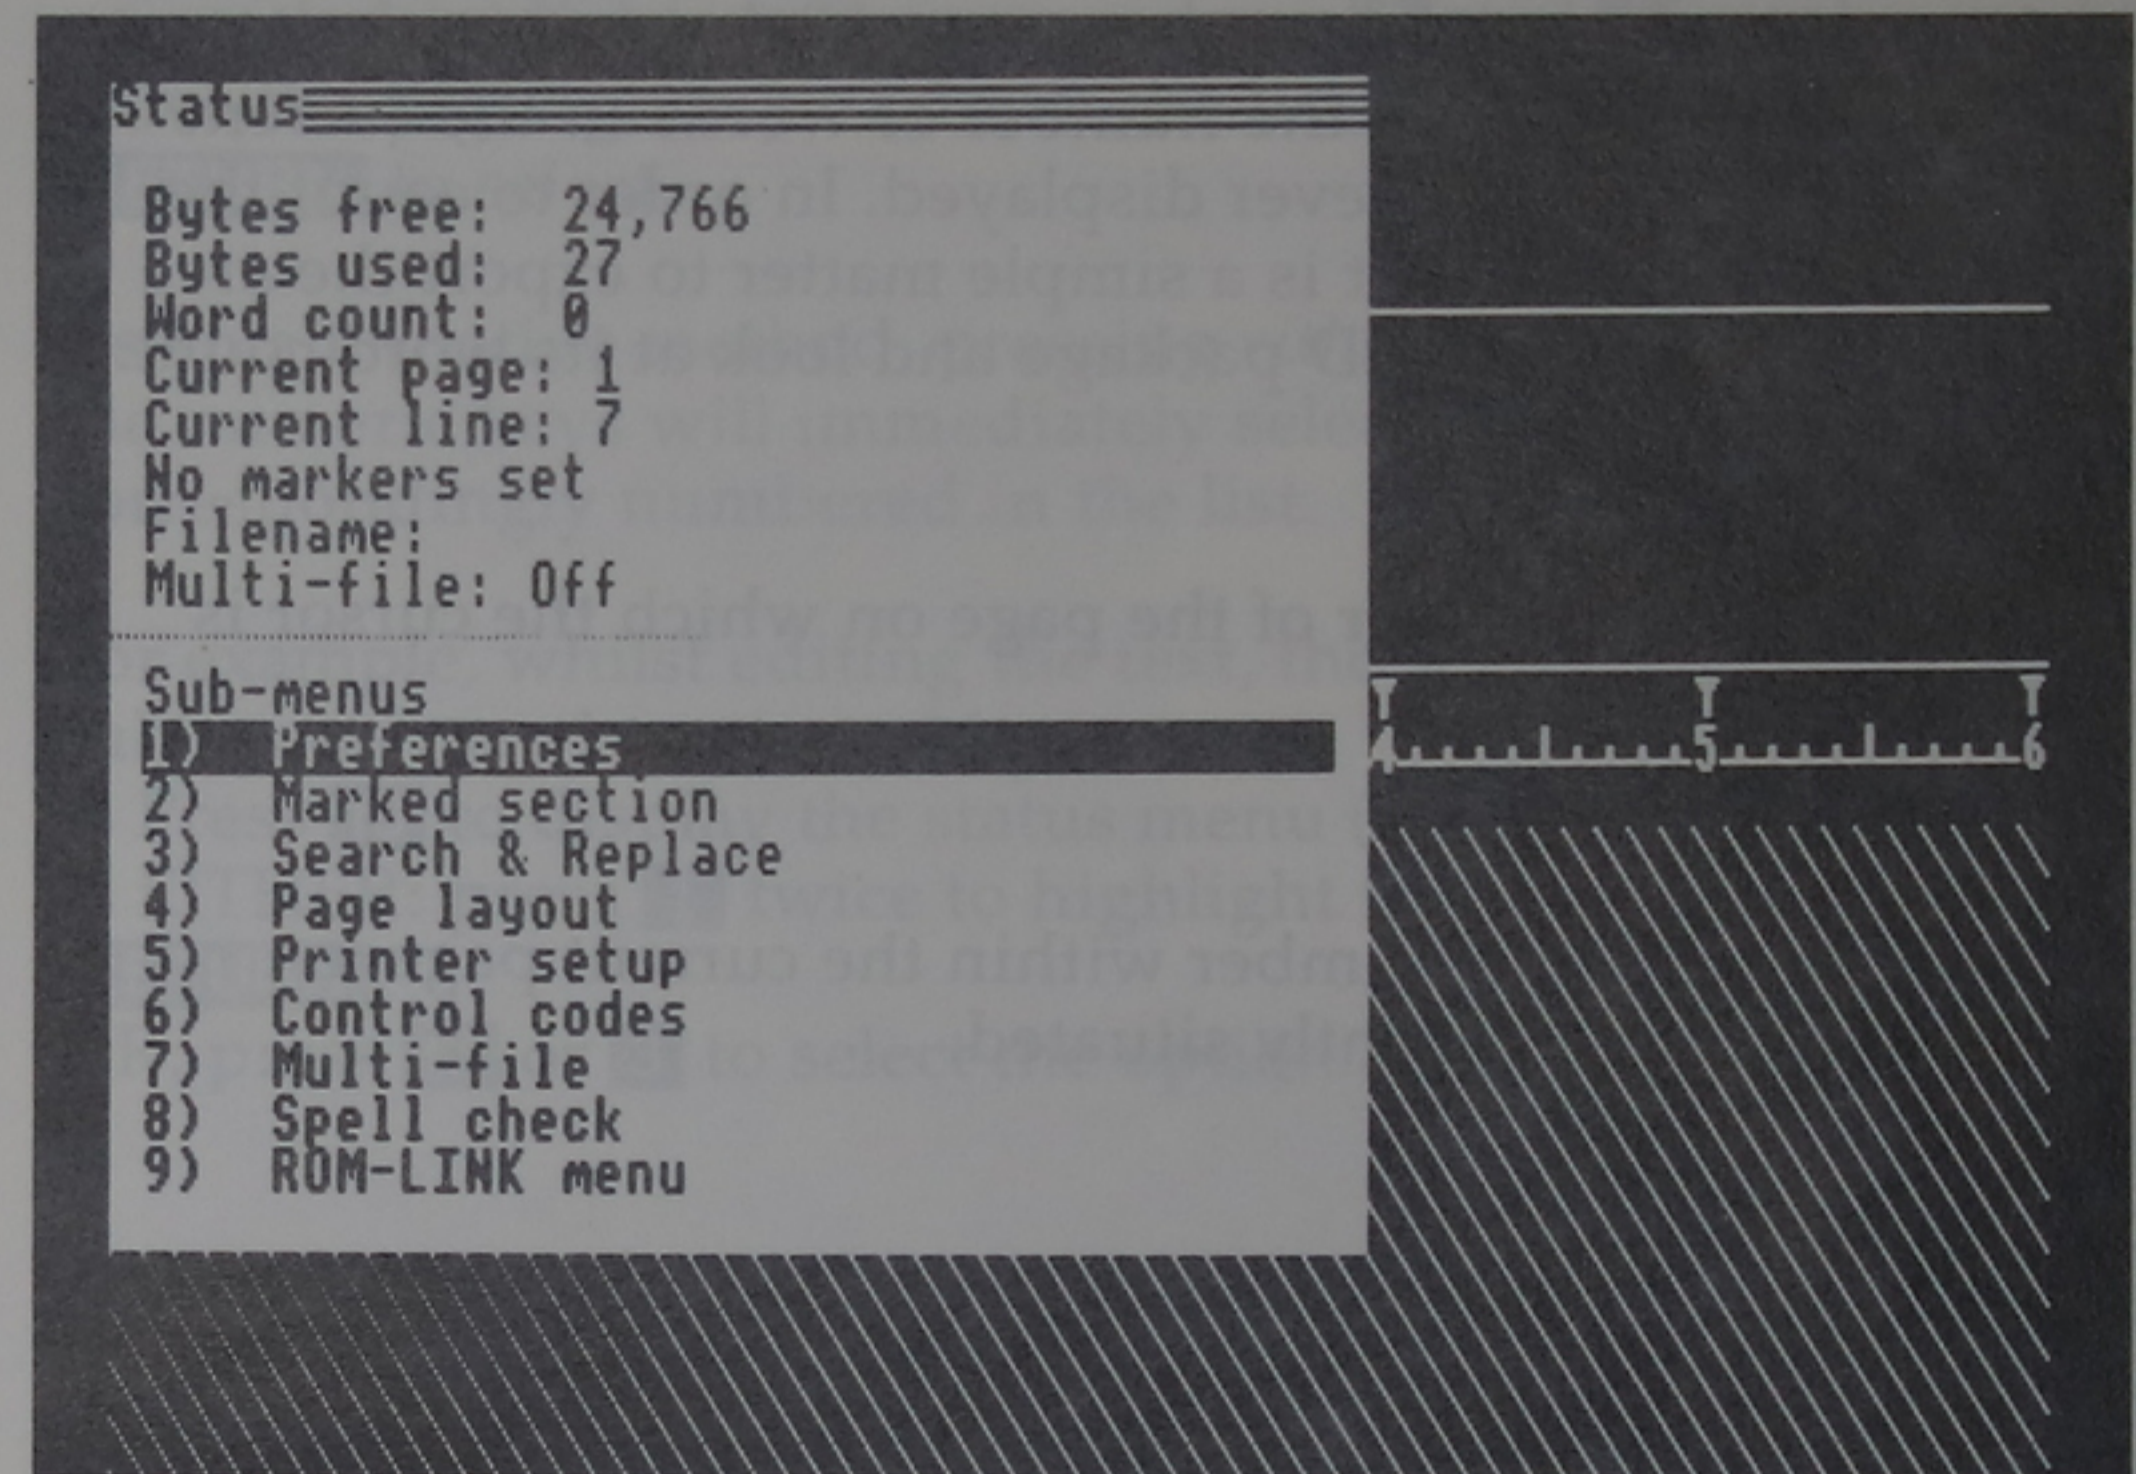 Status
Bytes free: 24,766
Bytes used: 27
Word count: 0
Current page: 1
Current line: 7
No markers set
Filename:
Multi-file: Off
Sub-menus
1) Preferences
2) Marked section
3) Search & Replace
4) Page layout
5) Printer setup
6) Control codes
7) Multi-file
8) Spell check
9) ROM-LINK menu
T T T
4 5 6